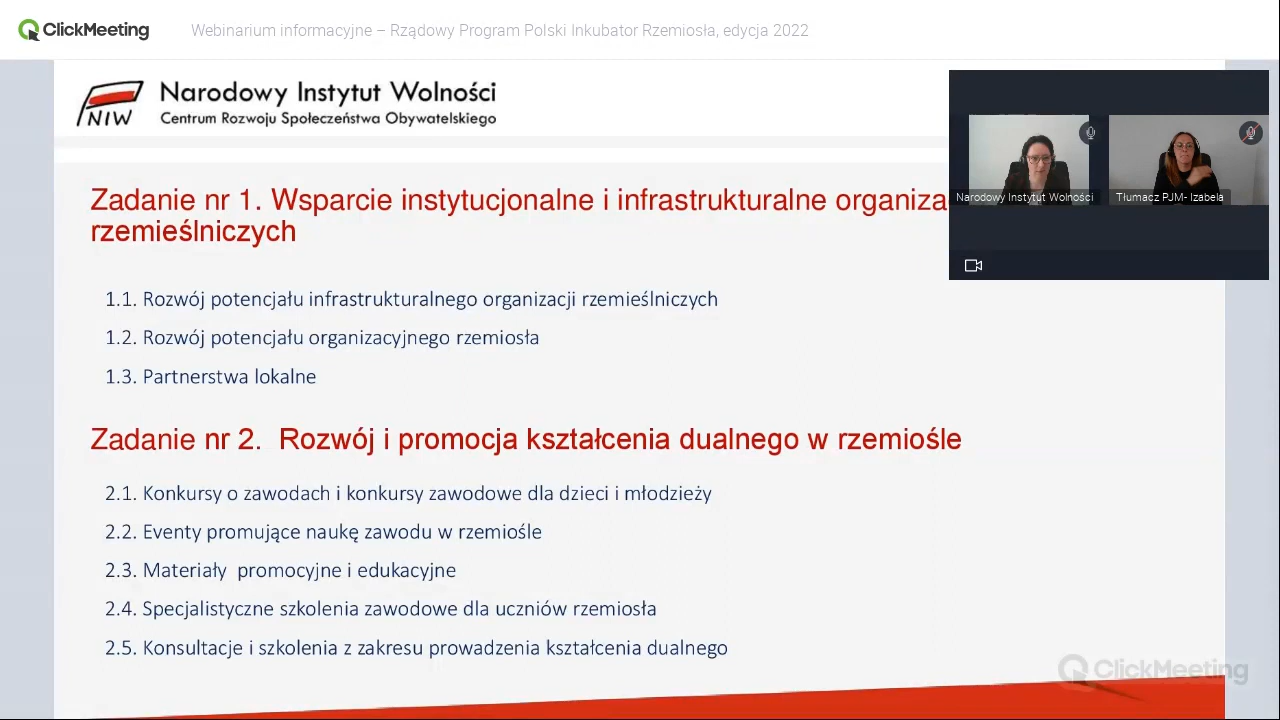 ClickMeeting
Webinarium informacyjne – Rządowy Program Polski Inkubator Rzemiosła, edycja 2022
NIW
Narodowy Instytut Wolności
Centrum Rozwoju Społeczeństwa Obywatelskiego
Narodowy Instytut Wolności
Tłumacz PJM- Izabela
Zadanie nr 1. Wsparcie instytucjonalne i infrastrukturalne organiza
rzemieślniczych
1.1. Rozwój potencjału infrastrukturalnego organizacji rzemieślniczych
1.2. Rozwój potencjału organizacyjnego rzemiosła
1.3. Partnerstwa lokalne
Zadanie nr 2. Rozwój i promocja kształcenia dualnego w rzemiośle
2.1. Konkursy o zawodach i konkursy zawodowe dla dzieci i młodzieży
2.2. Eventy promujące naukę zawodu w rzemiośle
2.3. Materiały promocyjne i edukacyjne
2.4. Specjalistyczne szkolenia zawodowe dla uczniów rzemiosła
2.5. Konsultacje i szkolenia z zakresu prowadzenia kształcenia dualnego
ClickMeeting